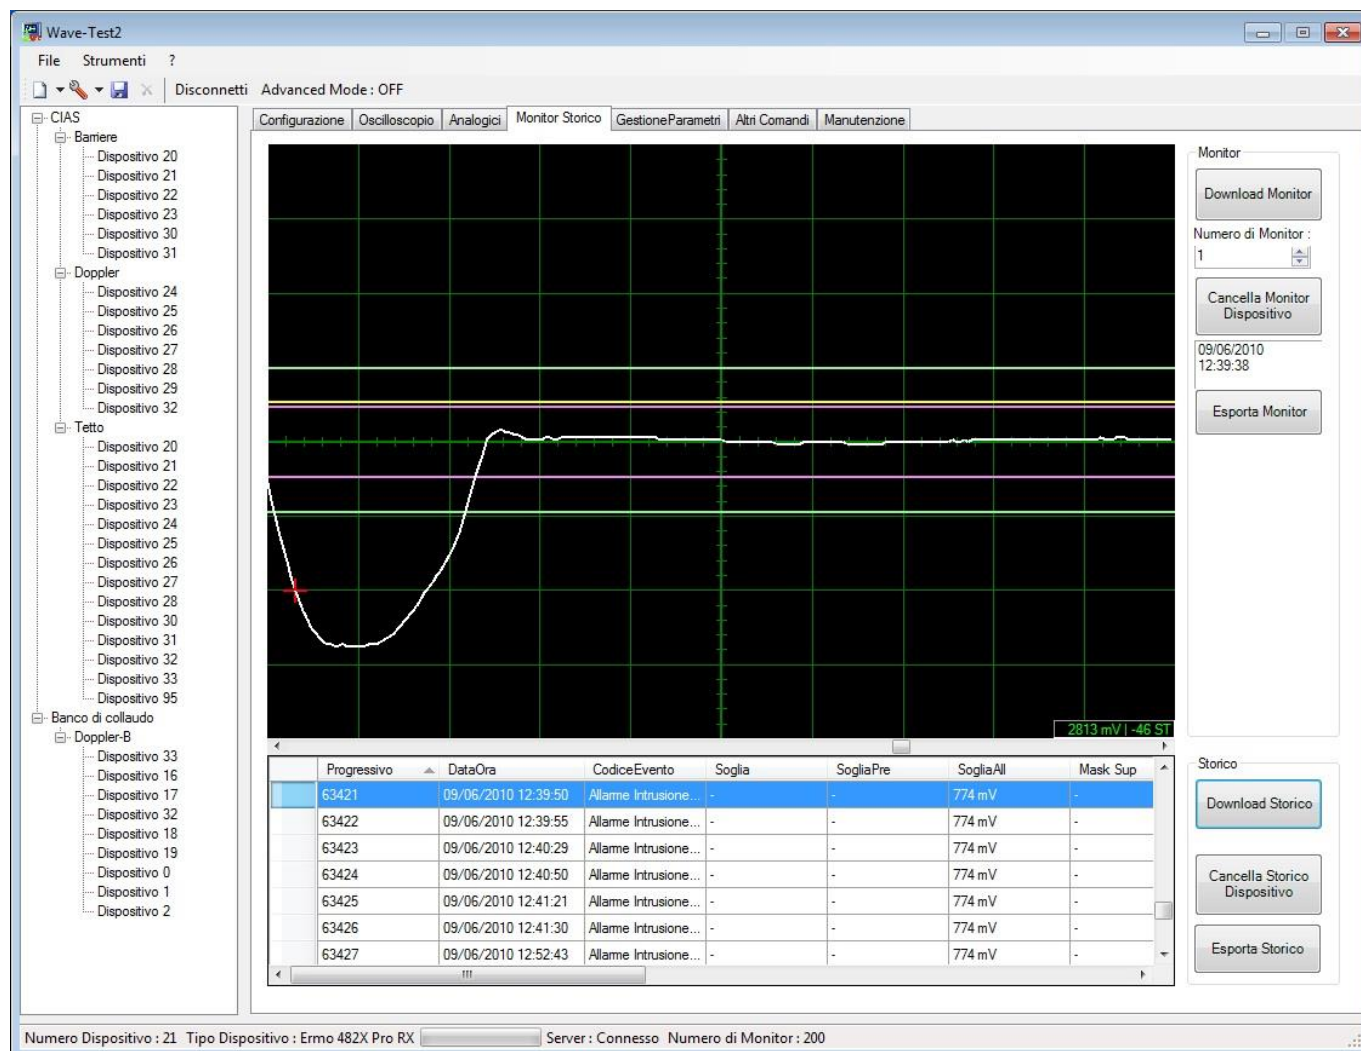 Wave-Test2
File Strumenti ?
Disconnetti Advanced Mode : OFF
CIAS
Barriere
Dispositivo 20
Dispositivo 21
Dispositivo 22
Dispositivo 23
Dispositivo 30
Dispositivo 31
Doppler
Dispositivo 24
Dispositivo 25
Dispositivo 26
Dispositivo 27
Dispositivo 28
Dispositivo 29
Dispositivo 32
Tetto
Dispositivo 20
Dispositivo 21
Dispositivo 22
Dispositivo 23
Dispositivo 24
Dispositivo 25
Dispositivo 26
Dispositivo 27
Dispositivo 28
Dispositivo 30
Dispositivo 31
Dispositivo 32
Dispositivo 33
Dispositivo 95
Banco di collaudo
Doppler-B
Dispositivo 33
Dispositivo 16
Dispositivo 17
Dispositivo 32
Dispositivo 18
Dispositivo 19
Dispositivo 0
Dispositivo 1
Dispositivo 2
Configurazione Oscilloscopio Analogici Monitor Storico GestioneParametri Altri Comandi Manutenzione
2813 mV | -46 ST
Monitor
Download Monitor
Numero di Monitor :
1
Cancella Monitor
Dispositivo
09/06/2010
12:39:38
Esporta Monitor
Progressivo DataOra CodiceEvento Soglia SogliaPre SogliaAll Mask Sup
63421 09/06/2010 12:39:50 Allarme Intrusione... - - 774 mV -
63422 09/06/2010 12:39:55 Allarme Intrusione... - - 774 mV -
63423 09/06/2010 12:40:29 Allarme Intrusione... - - 774 mV -
63424 09/06/2010 12:40:50 Allarme Intrusione... - - 774 mV -
63425 09/06/2010 12:41:21 Allarme Intrusione... - - 774 mV -
63426 09/06/2010 12:41:30 Allarme Intrusione... - - 774 mV -
63427 09/06/2010 12:52:43 Allarme Intrusione... - - 774 mV -
Storico
Download Storico
Cancella Storico
Dispositivo
Esporta Storico
Numero Dispositivo : 21 Tipo Dispositivo : Ermo 482X Pro RX Server : Connesso Numero di Monitor : 200